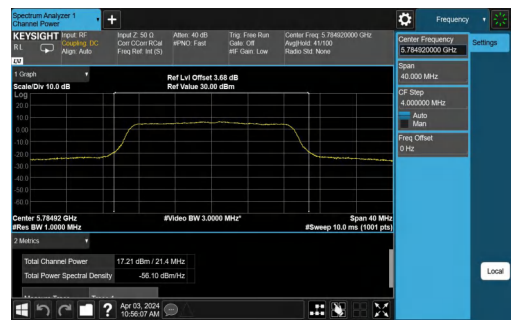 Spectrum Analyzer 1
Channel Power
+
Frequency
KEYSIGHT
RL
Input: RF
Coupling: DC
Align: Auto
Input Z: 50 Ω
Corr CCorr RCal
Freq Ref: Int (S)
Atten: 40 dB
#PNO: Fast
Trig: Free Run
Gate: Off
#IF Gain: Low
Center Freq: 5.784920000 GHz
Avg|Hold: 41/100
Radio Std: None
Center Frequency
5.784920000 GHz
Settings
Span
40.000 MHz
CF Step
4.000000 MHz
Auto
Man
Freq Offset
0 Hz
Local
1 Graph
Scale/Div 10.0 dB
Ref Lvl Offset 3.68 dB
Ref Value 30.00 dBm
Log
20.0
10.0
0.00
-10.0
-20.0
-30.0
-40.0
-50.0
-60.0
Center 5.78492 GHz
#Res BW 1.0000 MHz
#Video BW 3.0000 MHz*
Span 40 MHz
#Sweep 10.0 ms (1001 pts)
2 Metrics
Total Channel Power 17.21 dBm / 21.4 MHz
Total Power Spectral Density -56.10 dBm/Hz
?
Apr 03, 2024
10:56:07 AM